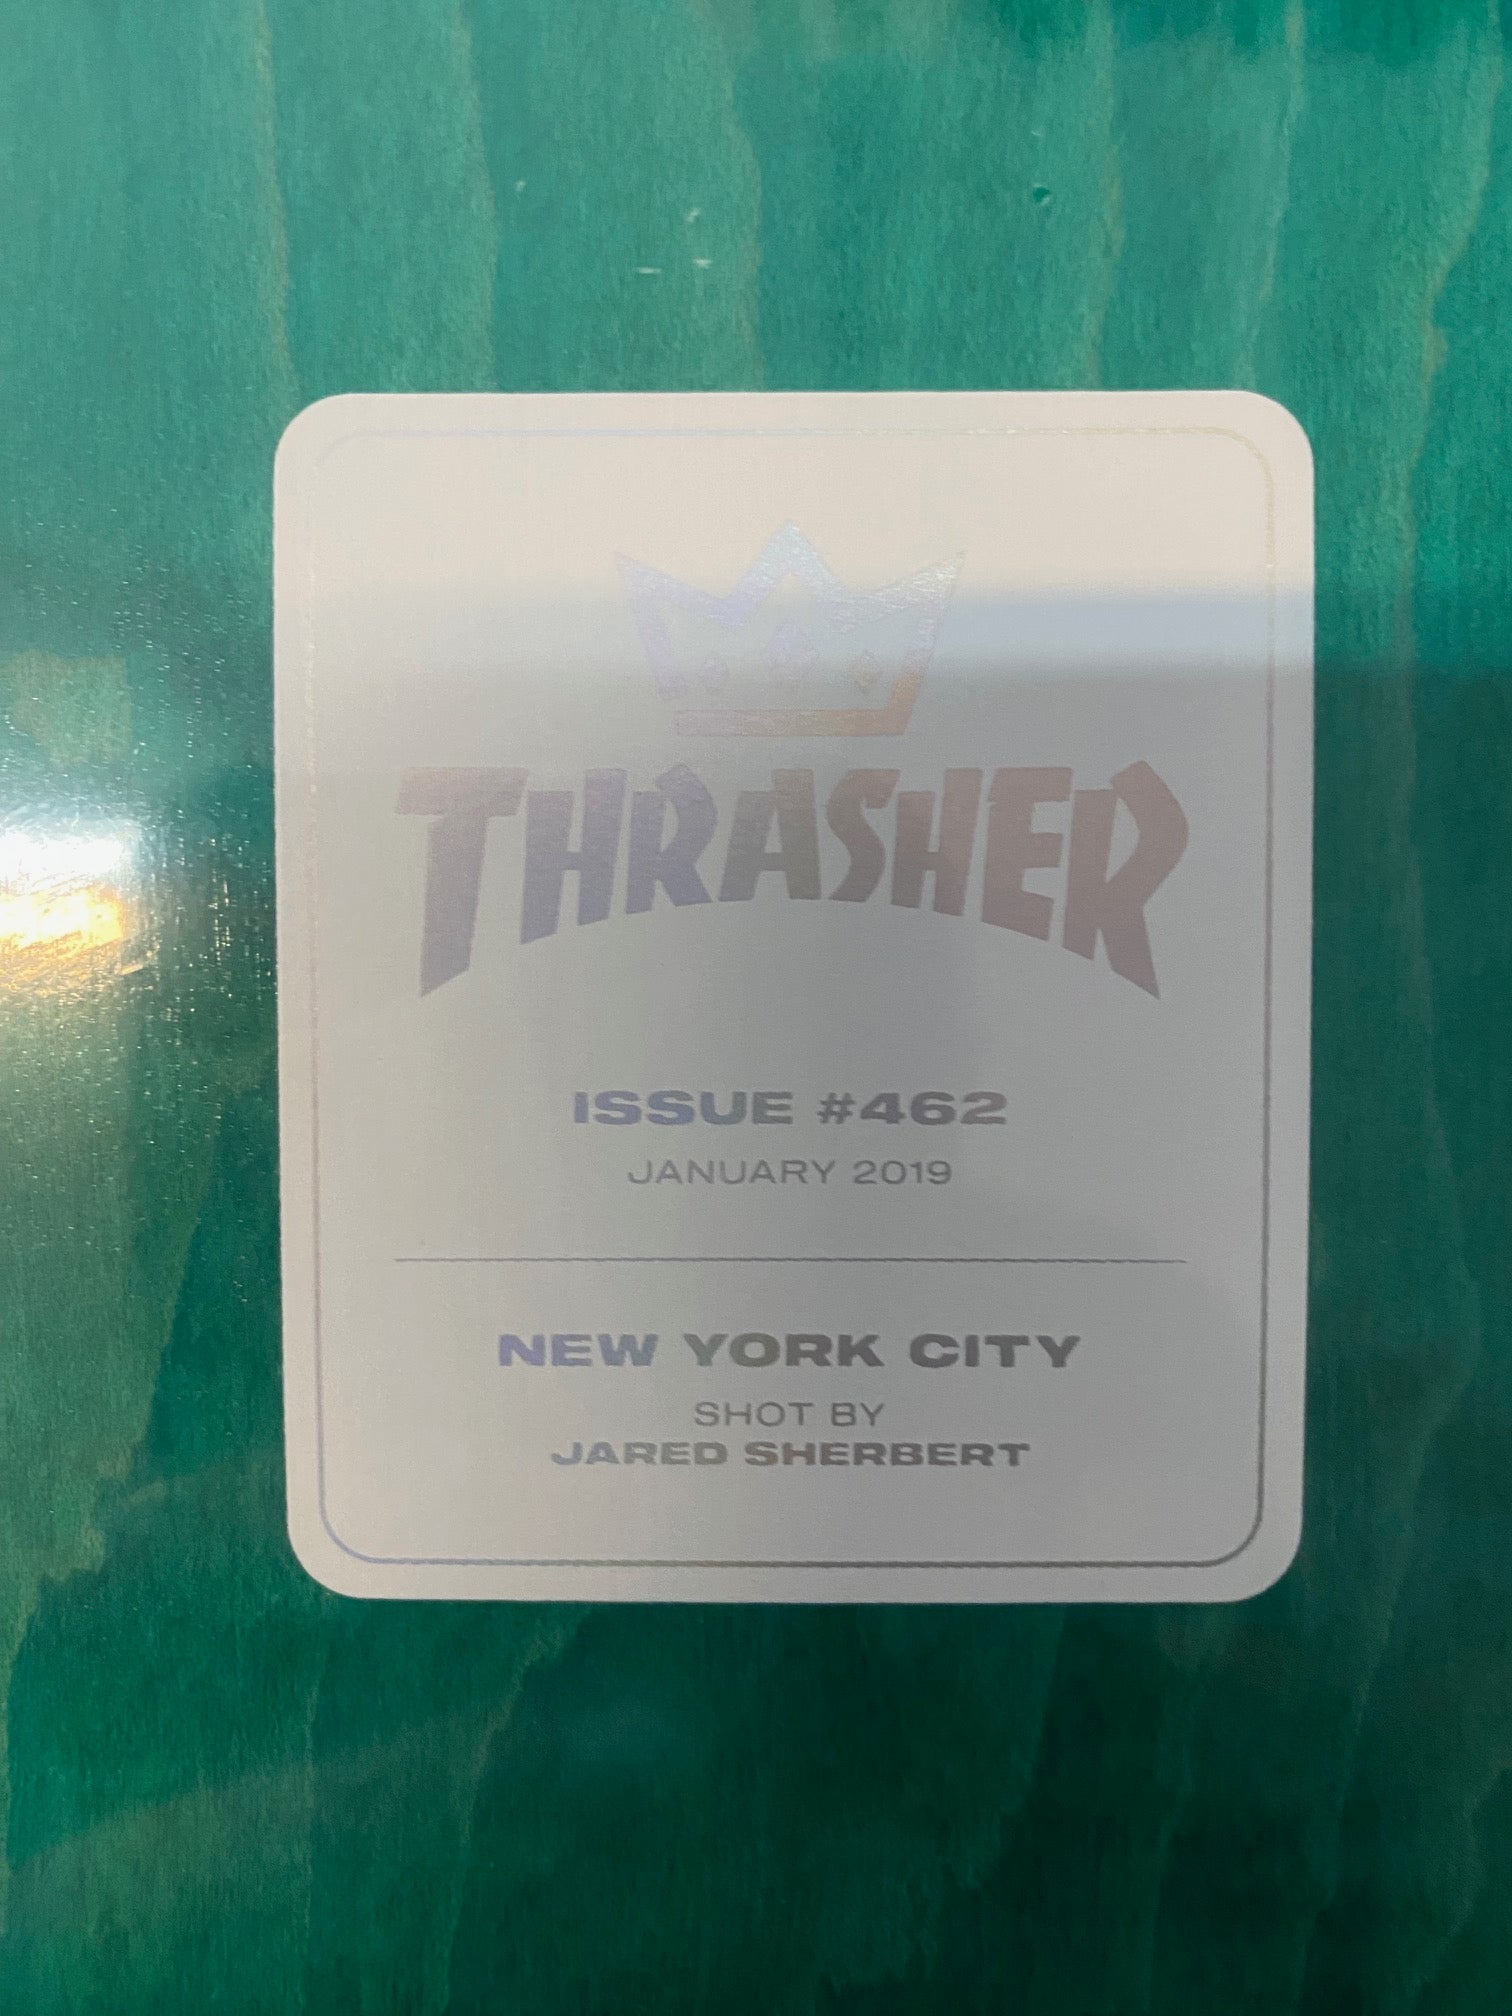 THRASHER
ISSUE #462
JANUARY 2019
NEW YORK CITY
SHOT BY
JARED SHERBERT